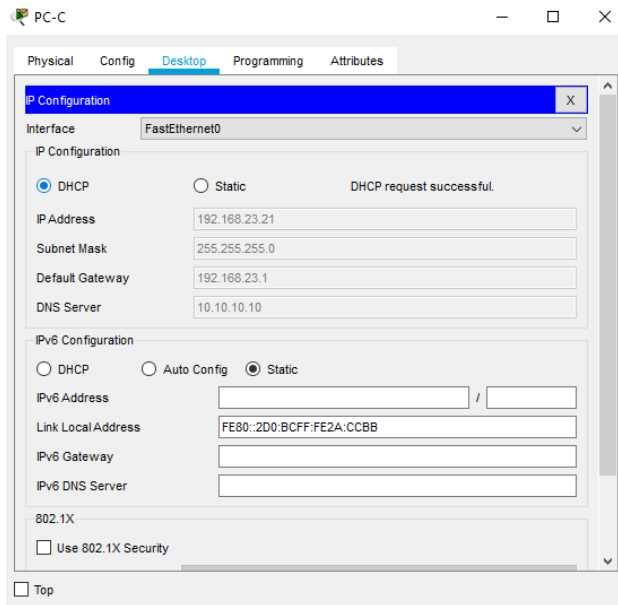 PC-C
Physical Config Desktop Programming Attributes
IP Configuration X
Interface FastEthernet0
IP Configuration
DHCP Static DHCP request successful.
IP Address 192.168.23.21
Subnet Mask 255.255.255.0
Default Gateway 192.168.23.1
DNS Server 10.10.10.10
IPv6 Configuration
DHCP Auto Config Static
IPv6 Address /
Link Local Address FE80::2D0:BCFF:FE2A:CCBB
IPv6 Gateway
IPv6 DNS Server
802.1X
Use 802.1X Security
Top